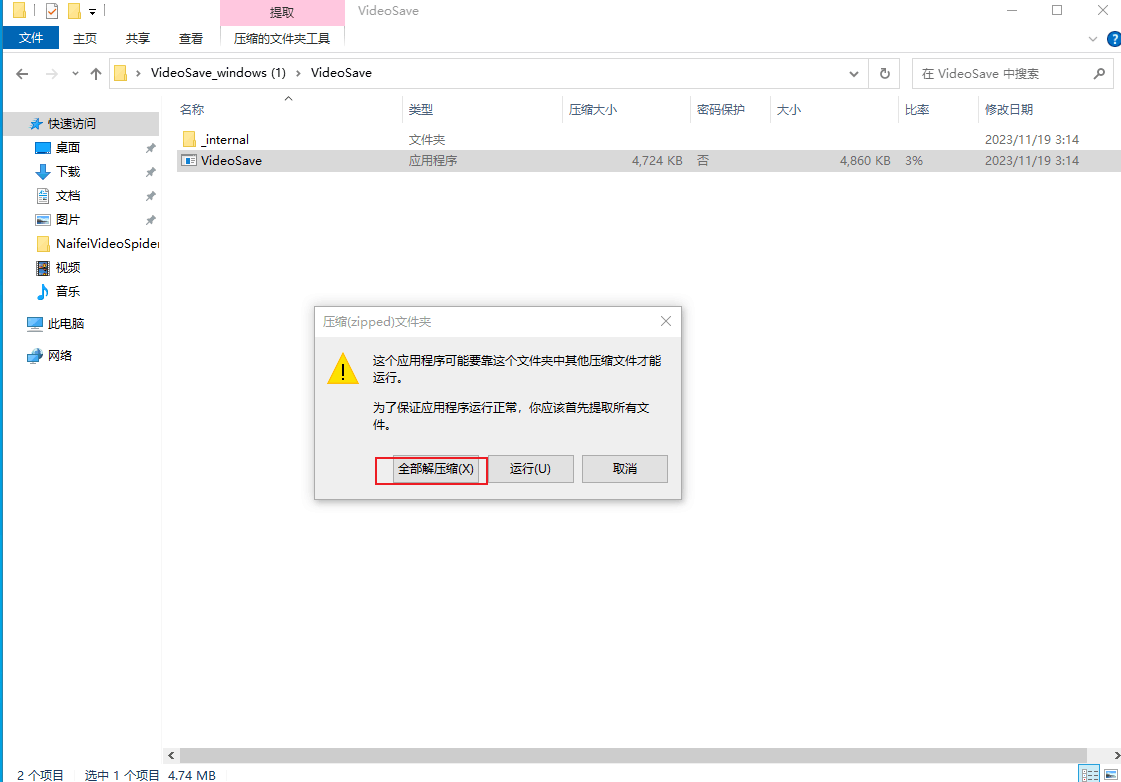 提取
VideoSave
文件
主页
共享
查看
压缩的文件夹工具
?
VideoSave_windows (1)
VideoSave
在 VideoSave 中搜索
名称
类型
压缩大小
密码保护
大小
比率
修改日期
快速访问
桌面
下载
文档
图片
NaifeiVideoSpider
视频
音乐
此电脑
网络
_internal
文件夹
2023/11/19 3:14
VideoSave
应用程序
4,724 KB
否
4,860 KB
3%
2023/11/19 3:14
压缩(zipped)文件夹
这个应用程序可能要靠这个文件夹中其他压缩文件才能
运行。
为了保证应用程序运行正常，你应该首先提取所有文
件。
全部解压缩(X)
运行(U)
取消
2 个项目
选中 1 个项目
4.74 MB